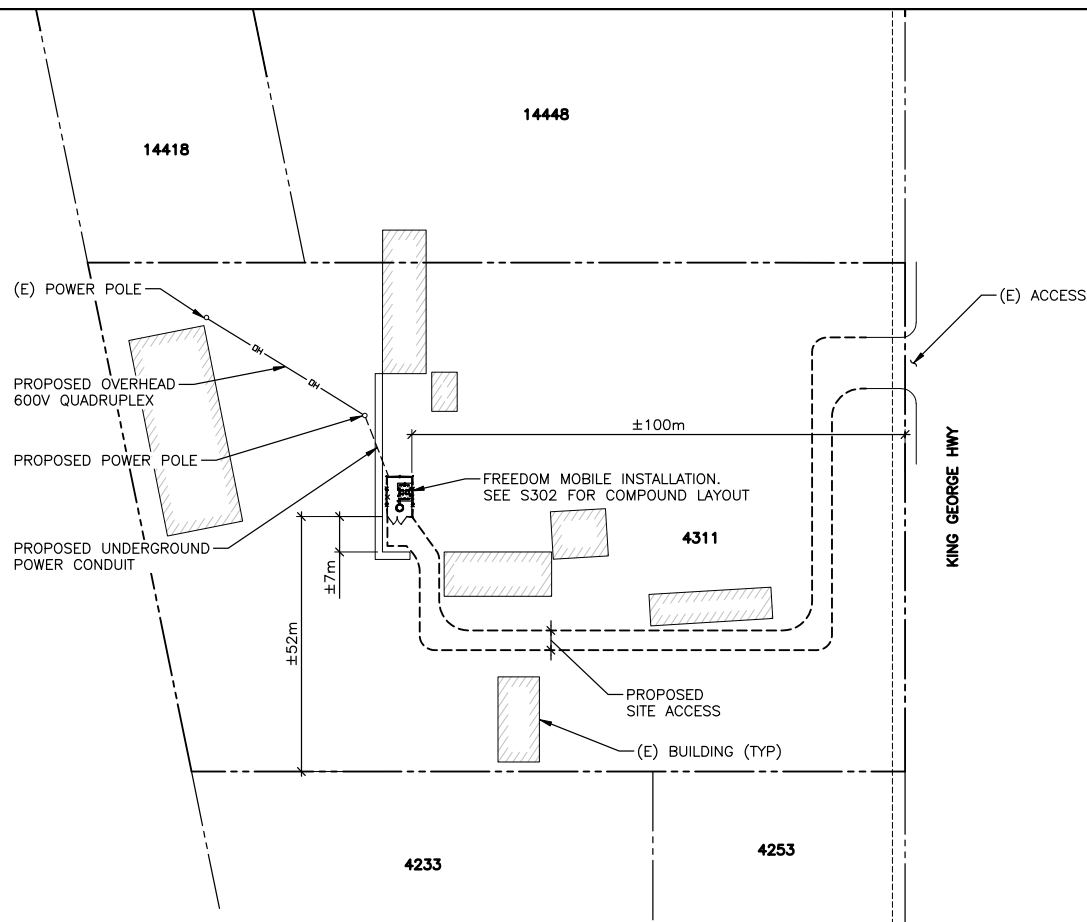 14448
14418
(E) POWER POLE
(E) ACCESS
OH
OH
PROPOSED OVERHEAD
600V QUADRUPLEX
±100m
PROPOSED POWER POLE
FREEDOM MOBILE INSTALLATION.
SEE S302 FOR COMPOUND LAYOUT
KING GEORGE HWY
4311
PROPOSED UNDERGROUND
POWER CONDUIT
±7m
±52m
PROPOSED
SITE ACCESS
(E) BUILDING (TYP)
4233
4253